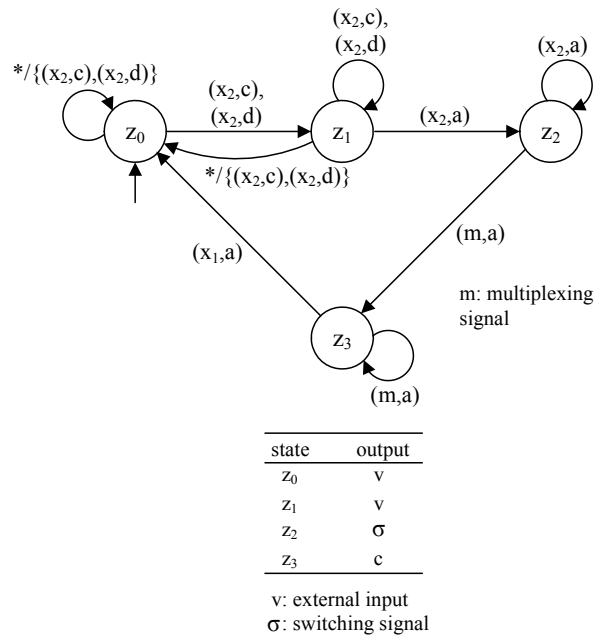 (x₂,c),
(x₂,d)
(x₂,a)
*/{(x₂,c),(x₂,d)}
(x₂,c),
(x₂,d)
z₀
z₁
(x₂,a)
z₂
*/{(x₂,c),(x₂,d)}
(x₁,a)
(m,a)
m: multiplexing
signal
z₃
(m,a)
state output
z₀ v
z₁ v
z₂ σ
z₃ c
v: external input
σ: switching signal